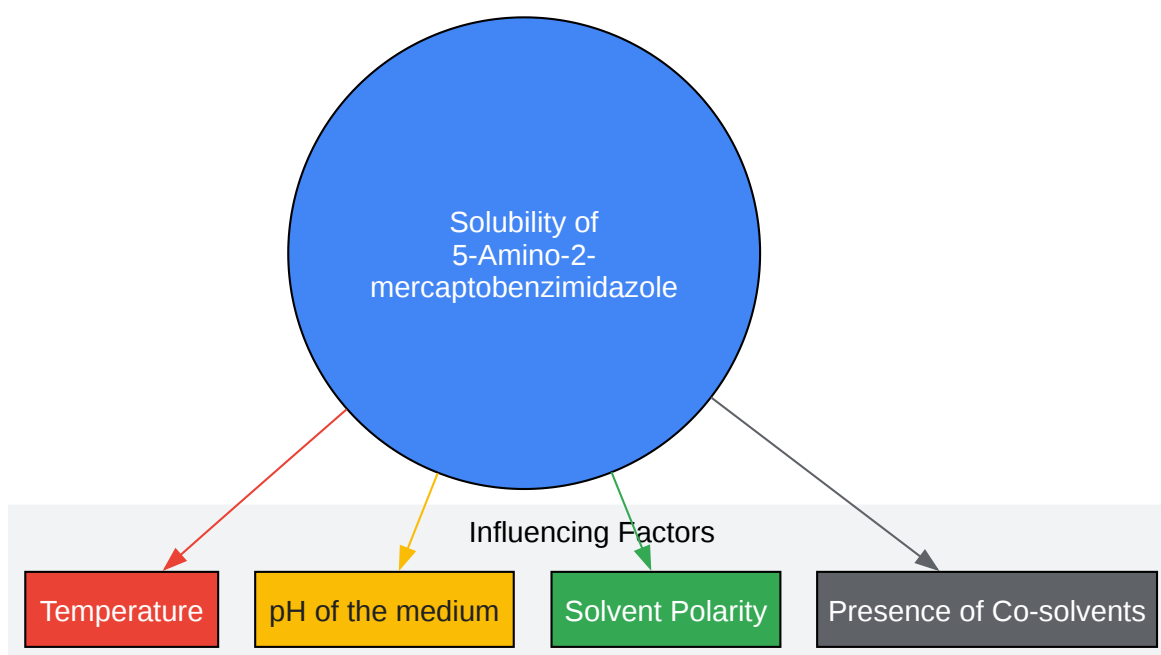 Solubility of
5-Amino-2-
mercaptobenzimidazole
Influencing Factors
Temperature
pH of the medium
Solvent Polarity
Presence of Co-solvents